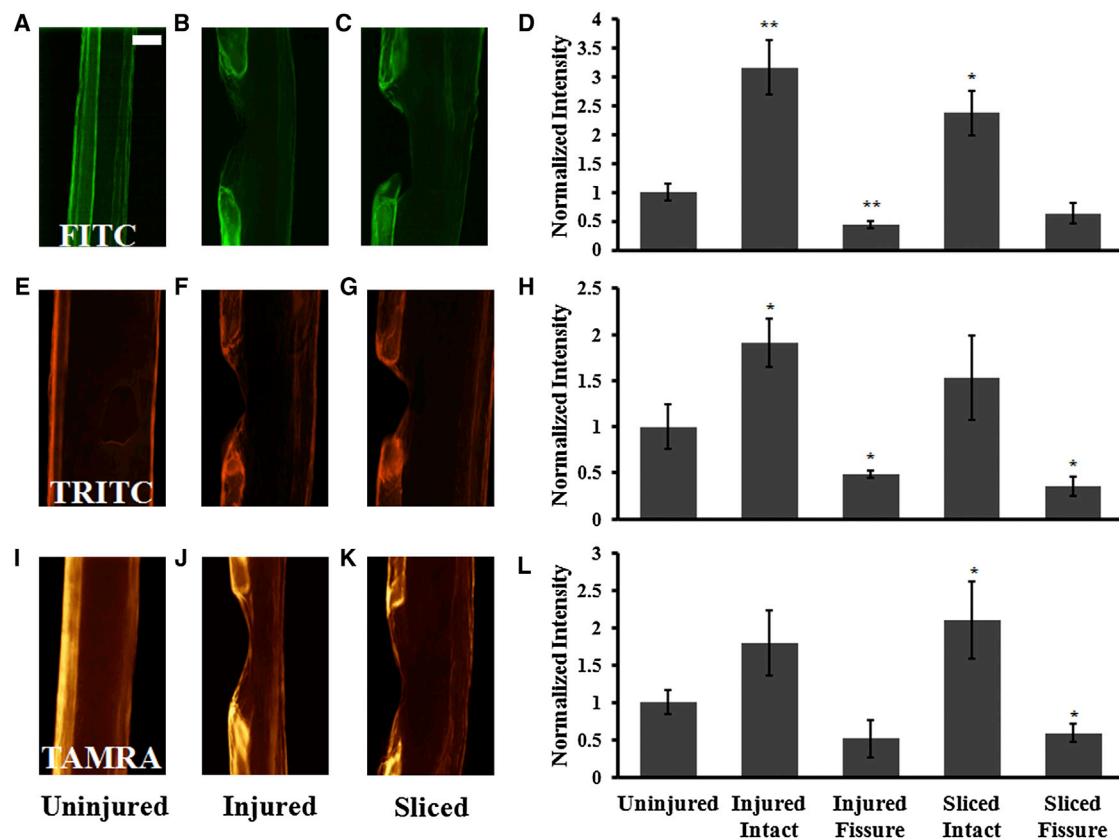 A
B
C
D
FITC
Normalized Intensity
4
3.5
3
2.5
2
1.5
1
0.5
0
**
**
*
E
F
G
H
TRITC
Normalized Intensity
2.5
2
1.5
1
0.5
0
*
*
*
I
J
K
L
TAMRA
Normalized Intensity
3
2.5
2
1.5
1
0.5
0
*
*
Uninjured
Injured
Sliced
Uninjured
Injured
Intact
Injured
Fissure
Sliced
Intact
Sliced
Fissure